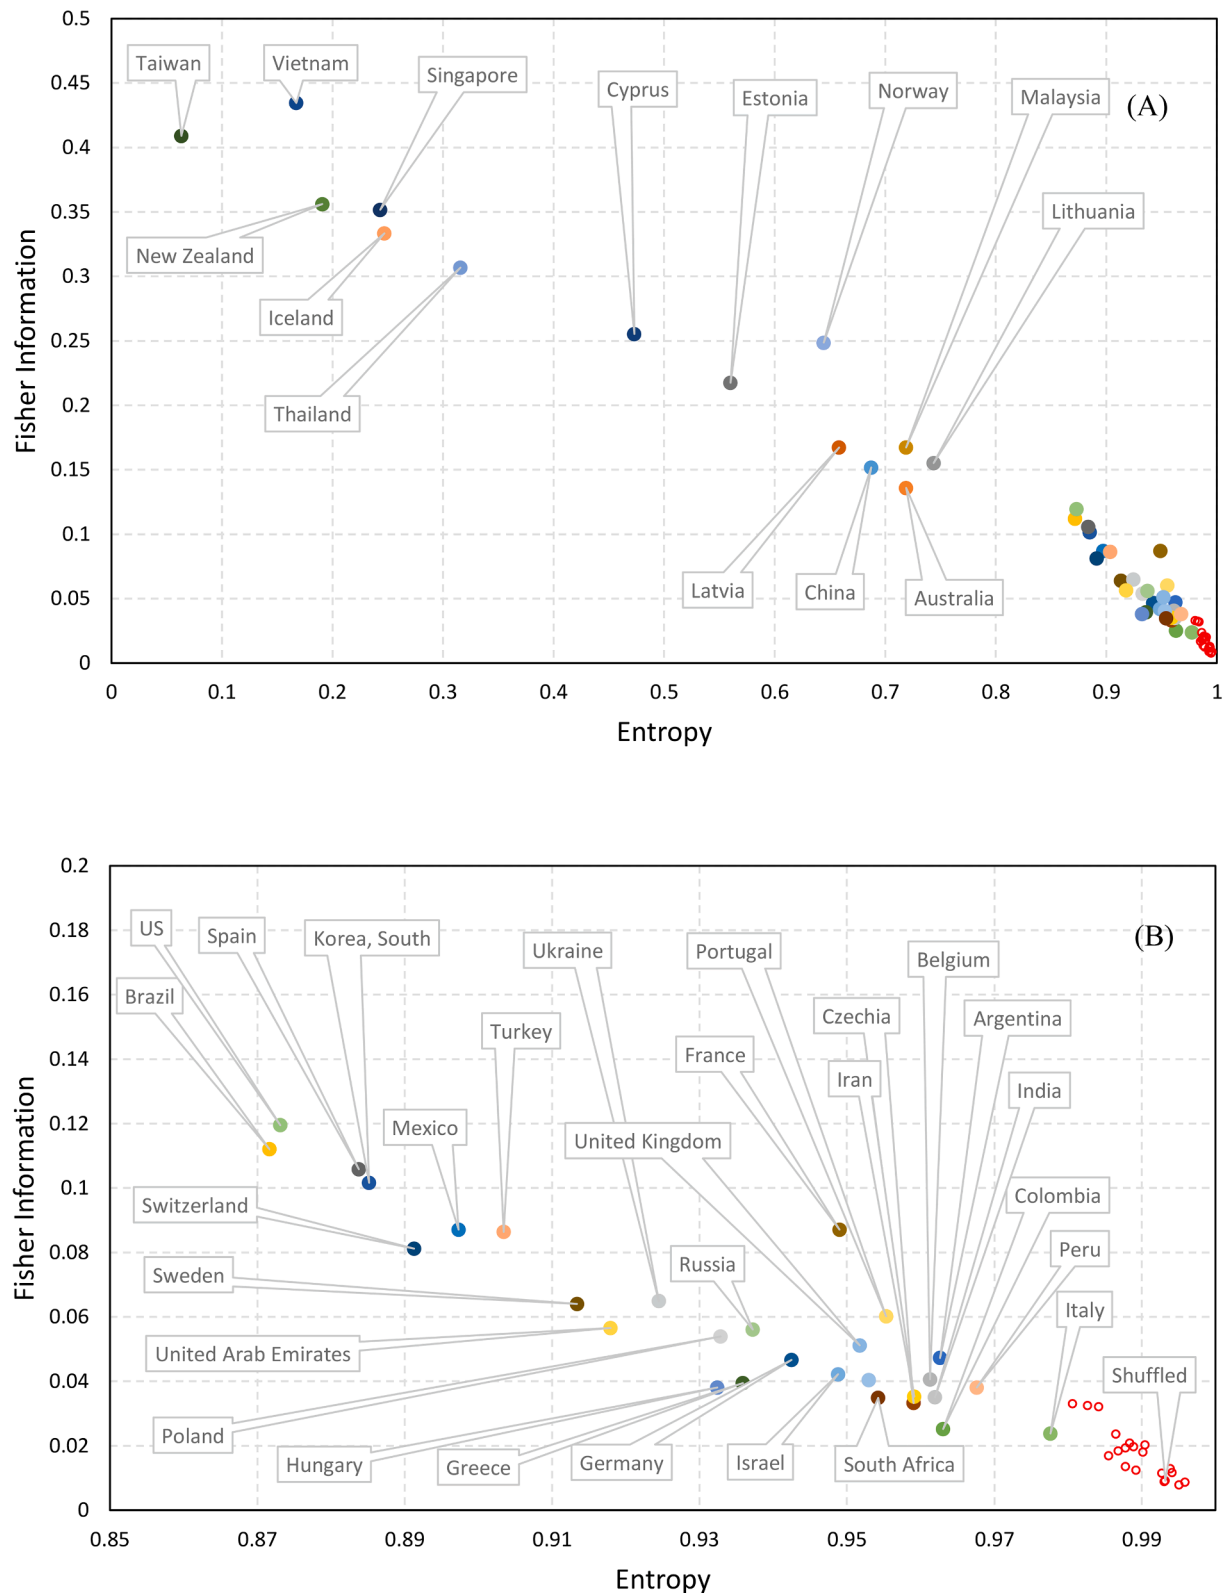 0.5
Taiwan
Vietnam
Singapore
Cyprus
Estonia
Norway
Malaysia
(A)
0.45
0.4
0.35
Lithuania
New Zealand
0.3
Iceland
0.25
Thailand
0.2
0.15
0.1
Latvia
China
Australia
0.05
0
Fisher Information
0 0.1 0.2 0.3 0.4 0.5 0.6 0.7 0.8 0.9 1
Entropy
0.2
0.18
US
Spain
Korea, South
Ukraine
Portugal
Belgium
(B)
0.16
Brazil
Turkey
France
Czechia
Argentina
0.14
Iran
India
0.12
Mexico
United Kingdom
0.1
Switzerland
Colombia
0.08
Sweden
Russia
Peru
0.06
United Arab Emirates
Italy
0.04
Shuffled
Poland
0.02
Hungary
Greece
Germany
Israel
South Africa
0
Fisher Information
0.85 0.87 0.89 0.91 0.93 0.95 0.97 0.99
Entropy